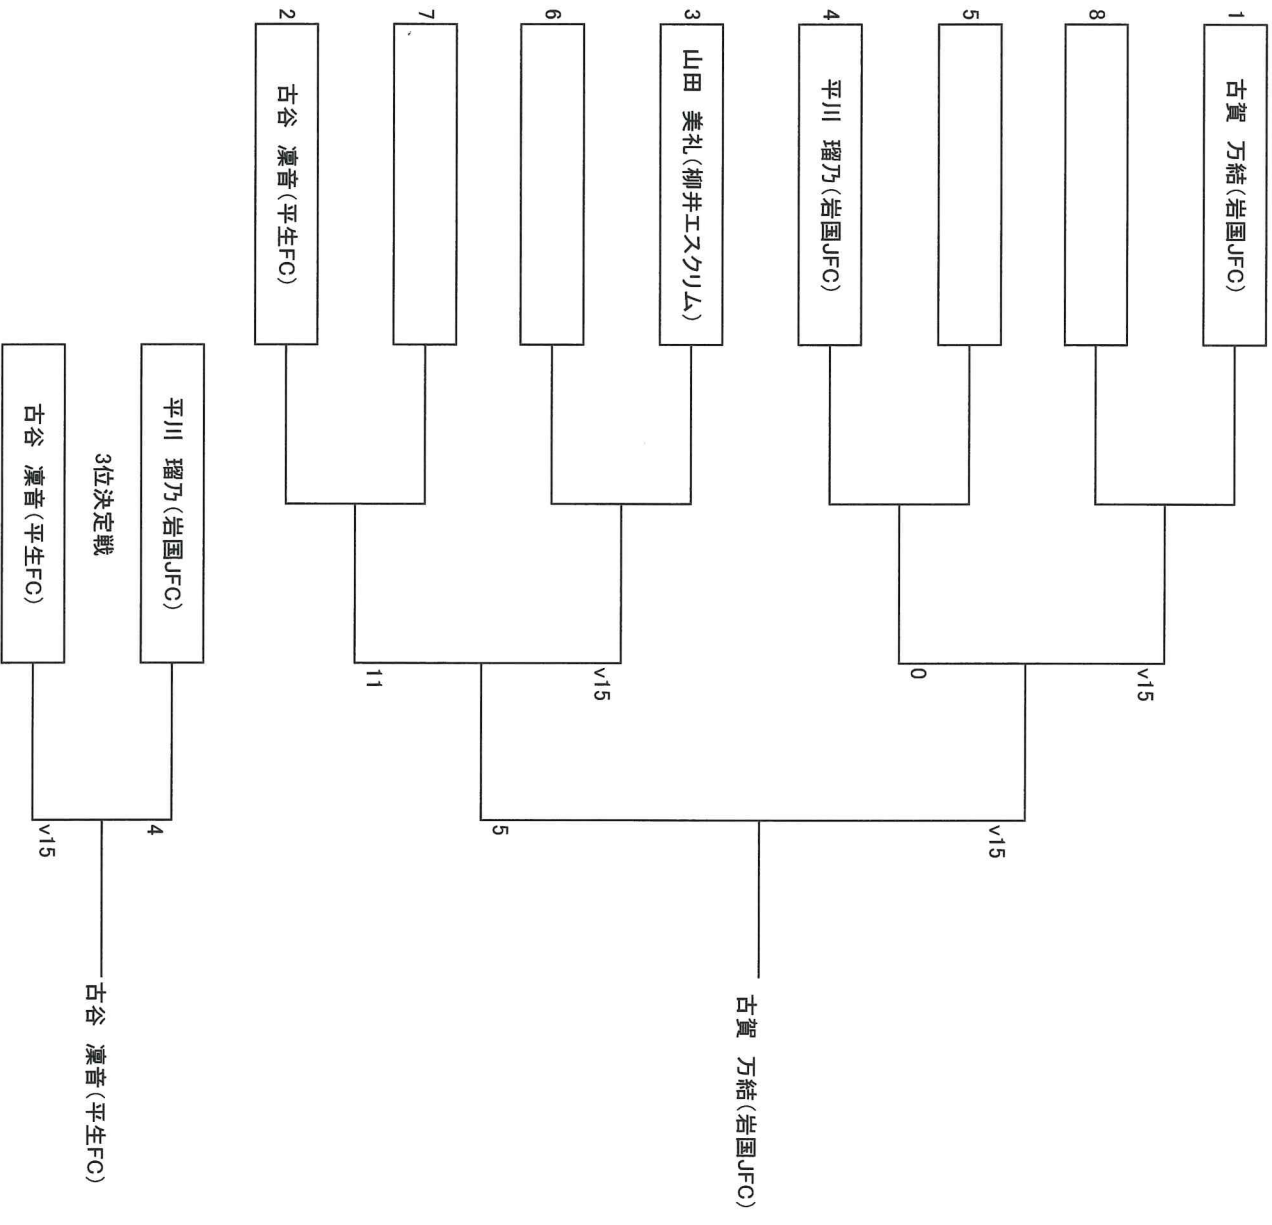 1
古賀　万結(岩国JFC)
8
5
4
平川　瑠乃(岩国JFC)
3
山田　美礼(柳井エスクリム)
6
7
2
古谷　凜音(平生FC)
v15
0
v15
11
v15
5
古賀　万結(岩国JFC)
平川　瑠乃(岩国JFC)
3位決定戦
古谷　凜音(平生FC)
4
v15
古谷　凜音(平生FC)